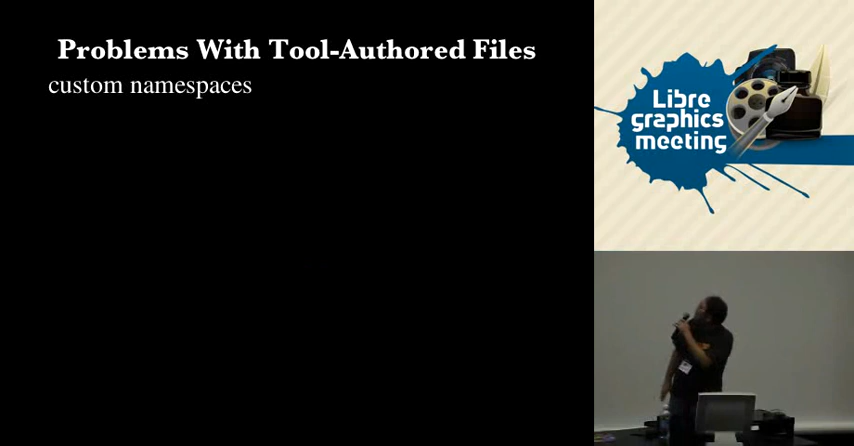 Problems With Tool-Authored Files
custom namespaces
Libre
graphics
meeting